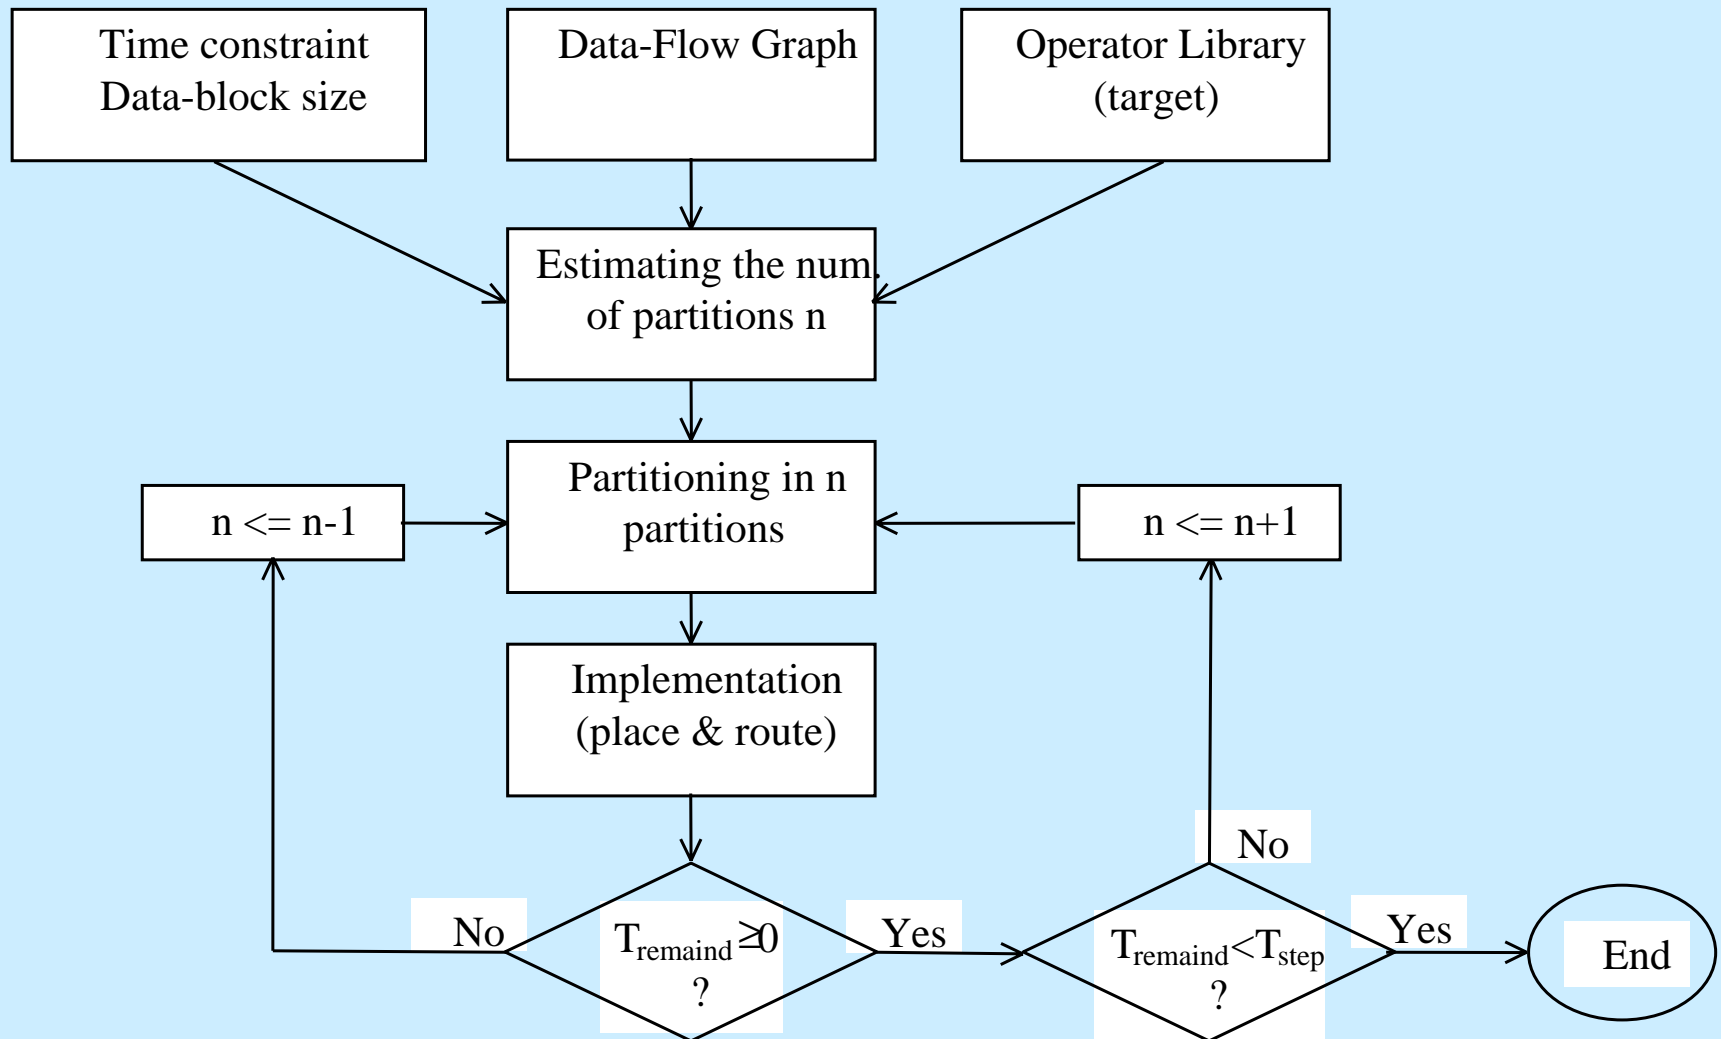 Time constraint
Data-block size
Data-Flow Graph
Operator Library
(target)
Estimating the num.
of partitions n
Partitioning in n
partitions
n <= n-1
n <= n+1
Implementation
(place & route)
No
No
Tremaind ≥0
?
Yes
Tremaind<Tstep
?
Yes
End